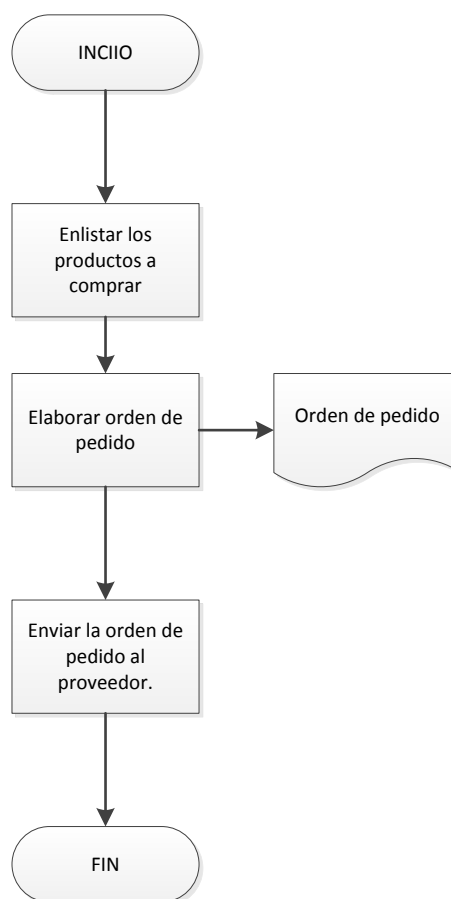 INCIIO
Enlistar los
productos a
comprar
Elaborar orden de
pedido
Orden de pedido
Enviar la orden de
pedido al
proveedor.
FIN